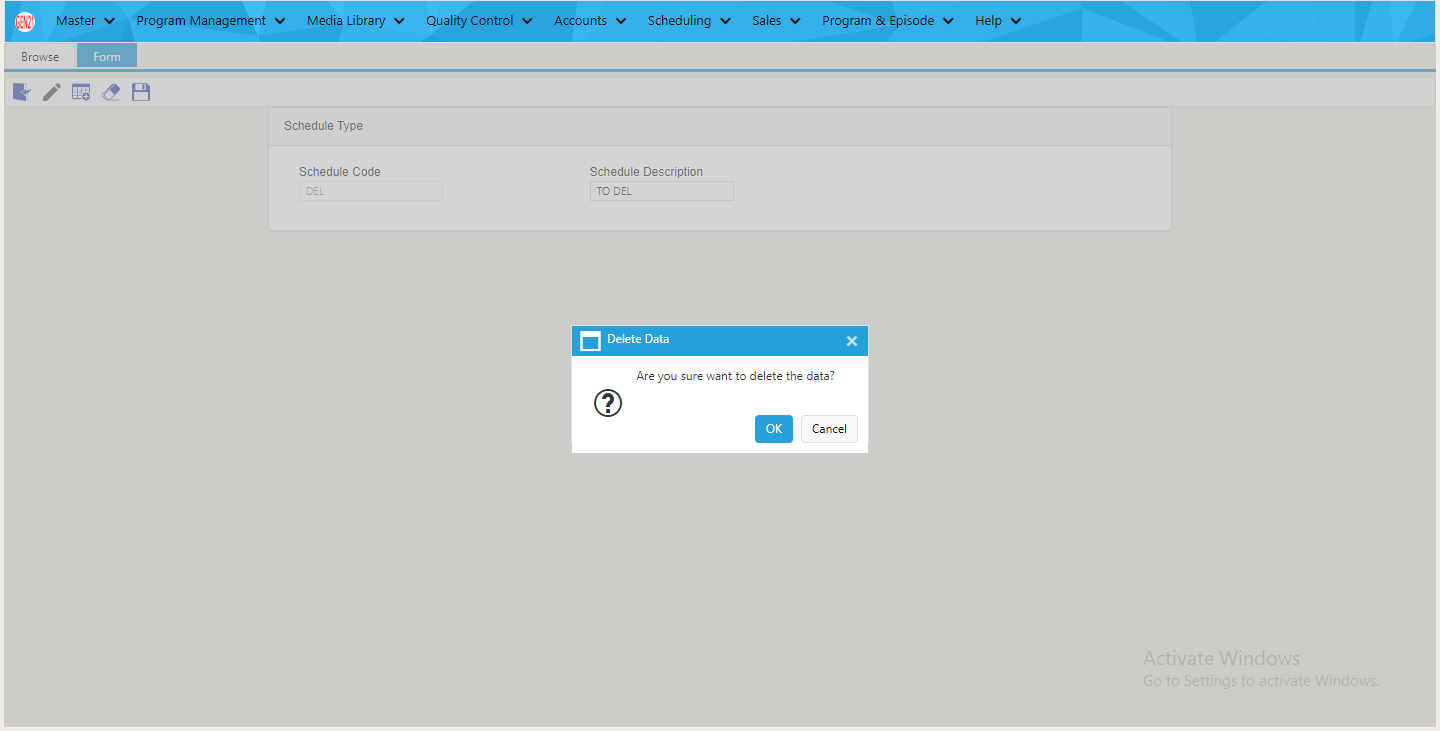 GEN21 Master Program Management Media Library Quality Control Accounts Scheduling Sales Program & Episode Help
Browse Form
Schedule Type
Schedule Code Schedule Description
DEL TO DEL
Delete Data
Are you sure want to delete the data?
?
OK Cancel
Activate Windows
Go to Settings to activate Windows.